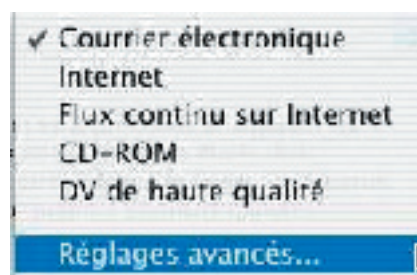 ✓ Courrier électronique
Internet
Flux continu sur Internet
CD-ROM
DV de haute qualité
Réglages avancés...